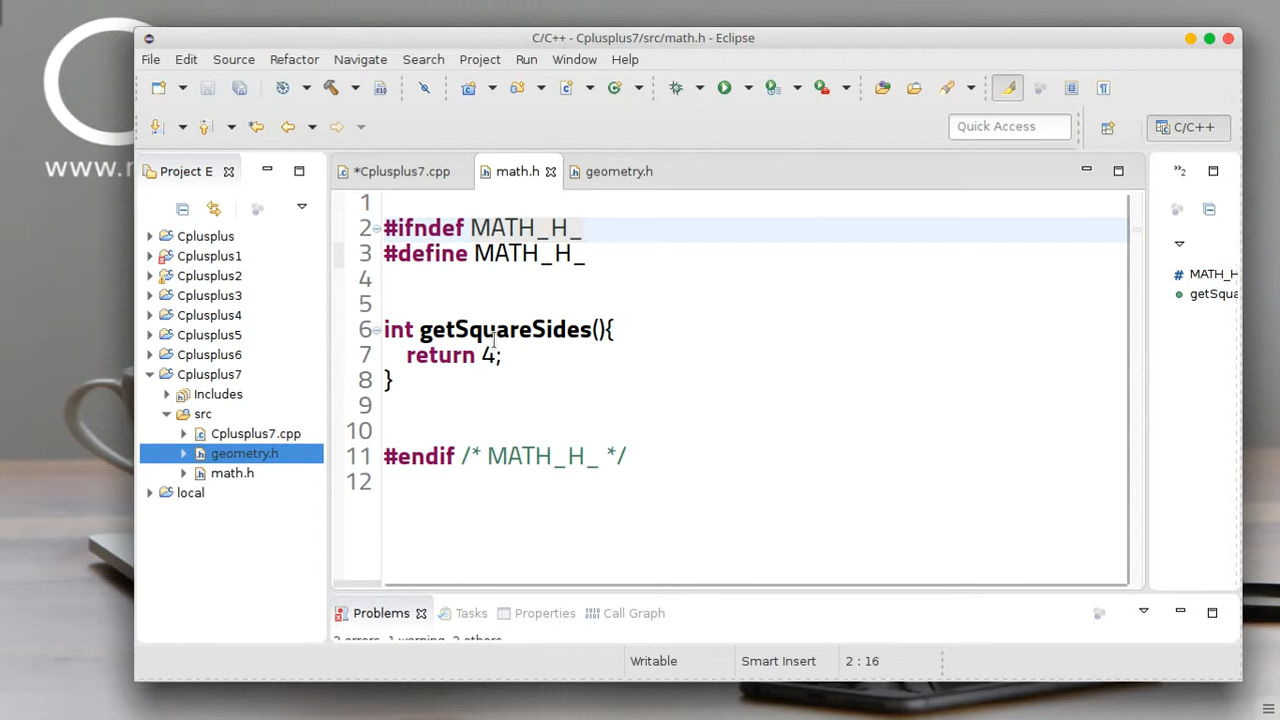 C/C++ - Cplusplus7/src/math.h - Eclipse
File Edit Source Refactor Navigate Search Project Run Window Help
Quick Access
C/C++
www.
Project E
*Cplusplus7.cpp
math.h
geometry.h
Cplusplus
Cplusplus1
Cplusplus2
Cplusplus3
Cplusplus4
Cplusplus5
Cplusplus6
Cplusplus7
Includes
src
Cplusplus7.cpp
geometry.h
math.h
local
1
2 #ifndef MATH_H_
3 #define MATH_H_
4
5
6 int getSquareSides(){
7 return 4;
8 }
9
10
11 #endif /* MATH_H_ */
12
# MATH_H
getSqua
Problems Tasks Properties Call Graph
Writable Smart Insert 2 : 16